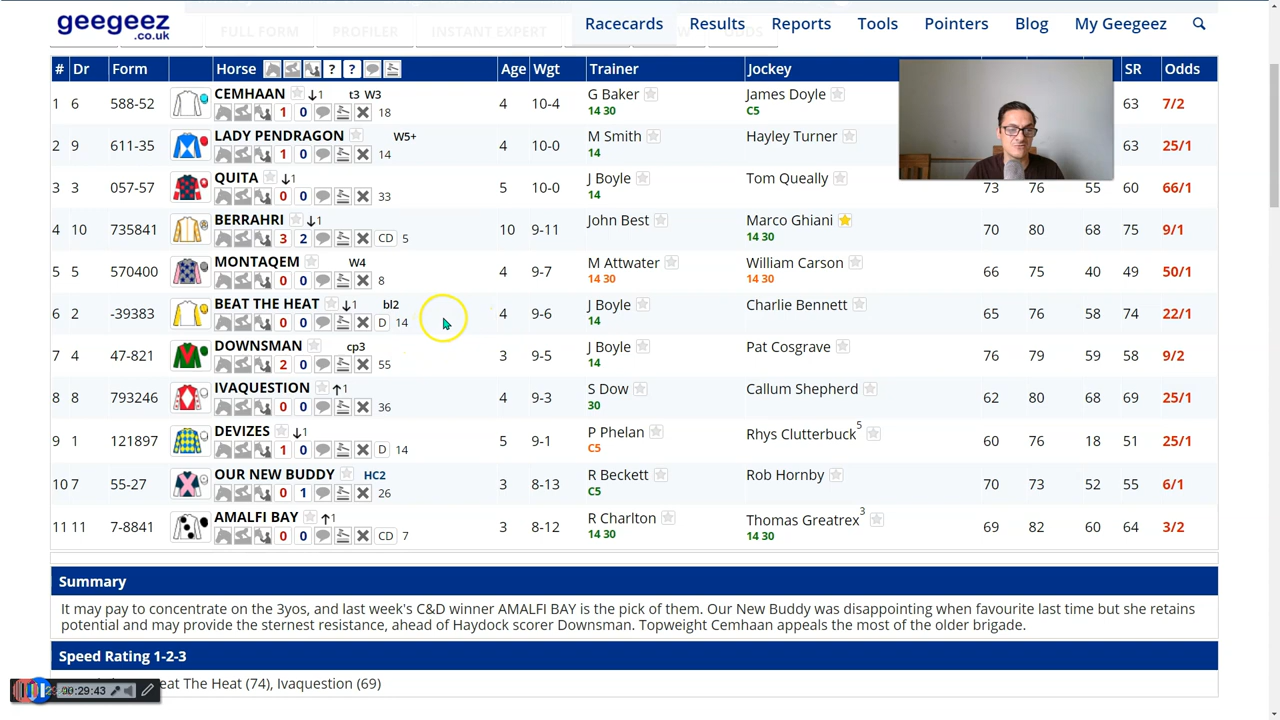 geegeez
.co.uk
Racecards Results Reports Tools Pointers Blog My Geegeez
FULL FORM PROFILER INSTANT EXPERT ODDS
# Dr Form Horse ? ? Age Wgt Trainer Jockey SR Odds
1 6 588-52 CEMHAAN ↓1 t3 W3 1 0 18 4 10-4 G Baker 14 30 James Doyle C5 63 7/2
2 9 611-35 LADY PENDRAGON W5+ 1 0 14 4 10-0 M Smith 14 Hayley Turner 63 25/1
3 3 057-57 QUITA ↓1 0 0 33 5 10-0 J Boyle 14 Tom Queally 73 76 55 60 66/1
4 10 735841 BERRAHRI ↓1 3 2 CD 5 10 9-11 John Best Marco Ghiani 14 30 70 80 68 75 9/1
5 5 570400 MONTAQEM W4 0 0 8 4 9-7 M Attwater 14 30 William Carson 14 30 66 75 40 49 50/1
6 2 -39383 BEAT THE HEAT ↓1 bl2 0 0 D 14 4 9-6 J Boyle 14 Charlie Bennett 65 76 58 74 22/1
7 4 47-821 DOWNSMAN cp3 2 0 55 3 9-5 J Boyle 14 Pat Cosgrave 76 79 59 58 9/2
8 8 793246 IVAQUESTION ↑1 0 0 36 4 9-3 S Dow 30 Callum Shepherd 62 80 68 69 25/1
9 1 121897 DEVIZES ↓1 1 0 D 14 5 9-1 P Phelan C5 Rhys Clutterbuck 5 60 76 18 51 25/1
10 7 55-27 OUR NEW BUDDY HC2 0 1 26 3 8-13 R Beckett C5 Rob Hornby 70 73 52 55 6/1
11 11 7-8841 AMALFI BAY ↑1 0 0 CD 7 3 8-12 R Charlton 14 30 Thomas Greatrex 3 14 30 69 82 60 64 3/2
Summary
It may pay to concentrate on the 3yos, and last week's C&D winner AMALFI BAY is the pick of them. Our New Buddy was disappointing when favourite last time but she retains
potential and may provide the sternest resistance, ahead of Haydock scorer Downsman. Topweight Cemhaan appeals the most of the older brigade.
Speed Rating 1-2-3
eat The Heat (74), Ivaquestion (69)
00:29:43